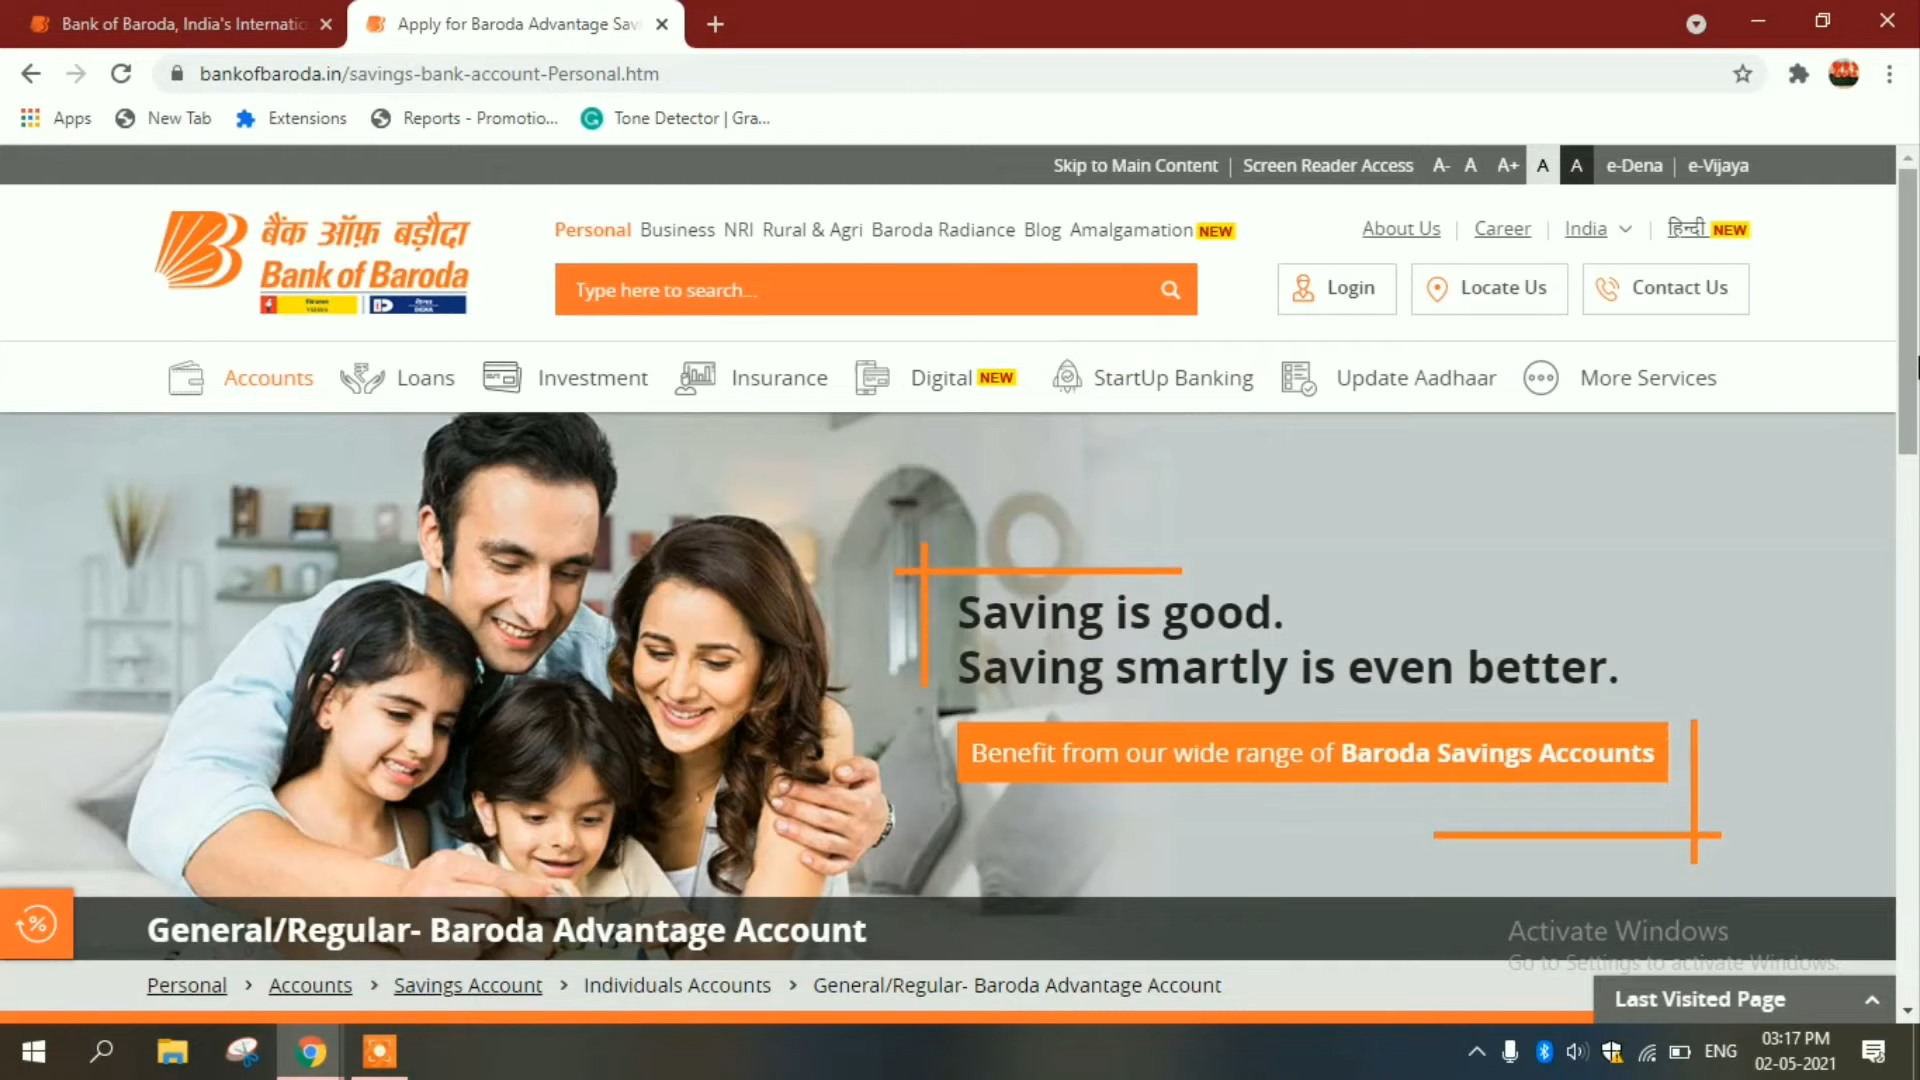 Bank of Baroda, India's Internatio
Apply for Baroda Advantage Sav
bankofbaroda.in/savings-bank-account-Personal.htm
Apps New Tab Extensions Reports - Promotio... Tone Detector | Gra...
Skip to Main Content | Screen Reader Access A- A A+ A A e-Dena | e-Vijaya
बैंक ऑफ़ बड़ौदा
Bank of Baroda
Personal Business NRI Rural & Agri Baroda Radiance Blog Amalgamation NEW
About Us | Career | India | हिन्दी NEW
Type here to search...
Login Locate Us Contact Us
Accounts Loans Investment Insurance Digital NEW StartUp Banking Update Aadhaar More Services
Saving is good.
Saving smartly is even better.
Benefit from our wide range of Baroda Savings Accounts
%
General/Regular- Baroda Advantage Account
Activate Windows
Go to Settings to activate Windows.
Personal > Accounts > Savings Account > Individuals Accounts > General/Regular- Baroda Advantage Account
Last Visited Page
ENG
03:17 PM
02-05-2021